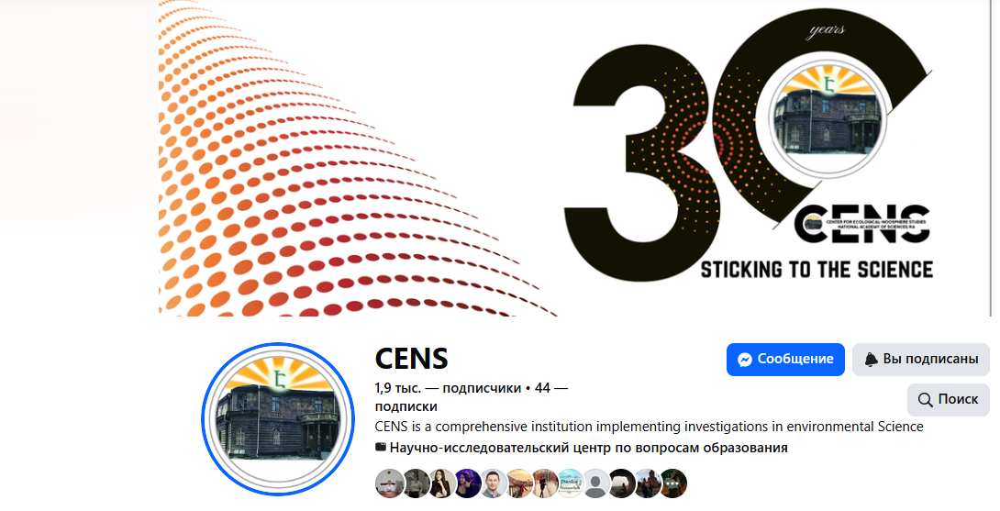 years
30
CENS
CENTER FOR ECOLOGICAL-NOOSPHERE STUDIES
NATIONAL ACADEMY OF SCIENCES, RA
STICKING TO THE SCIENCE
CENS
1,9 тыс. — подписчики • 44 —
подписки
CENS is a comprehensive institution implementing investigations in environmental Science
Научно-исследовательский центр по вопросам образования
Сообщение
Вы подписаны
Поиск